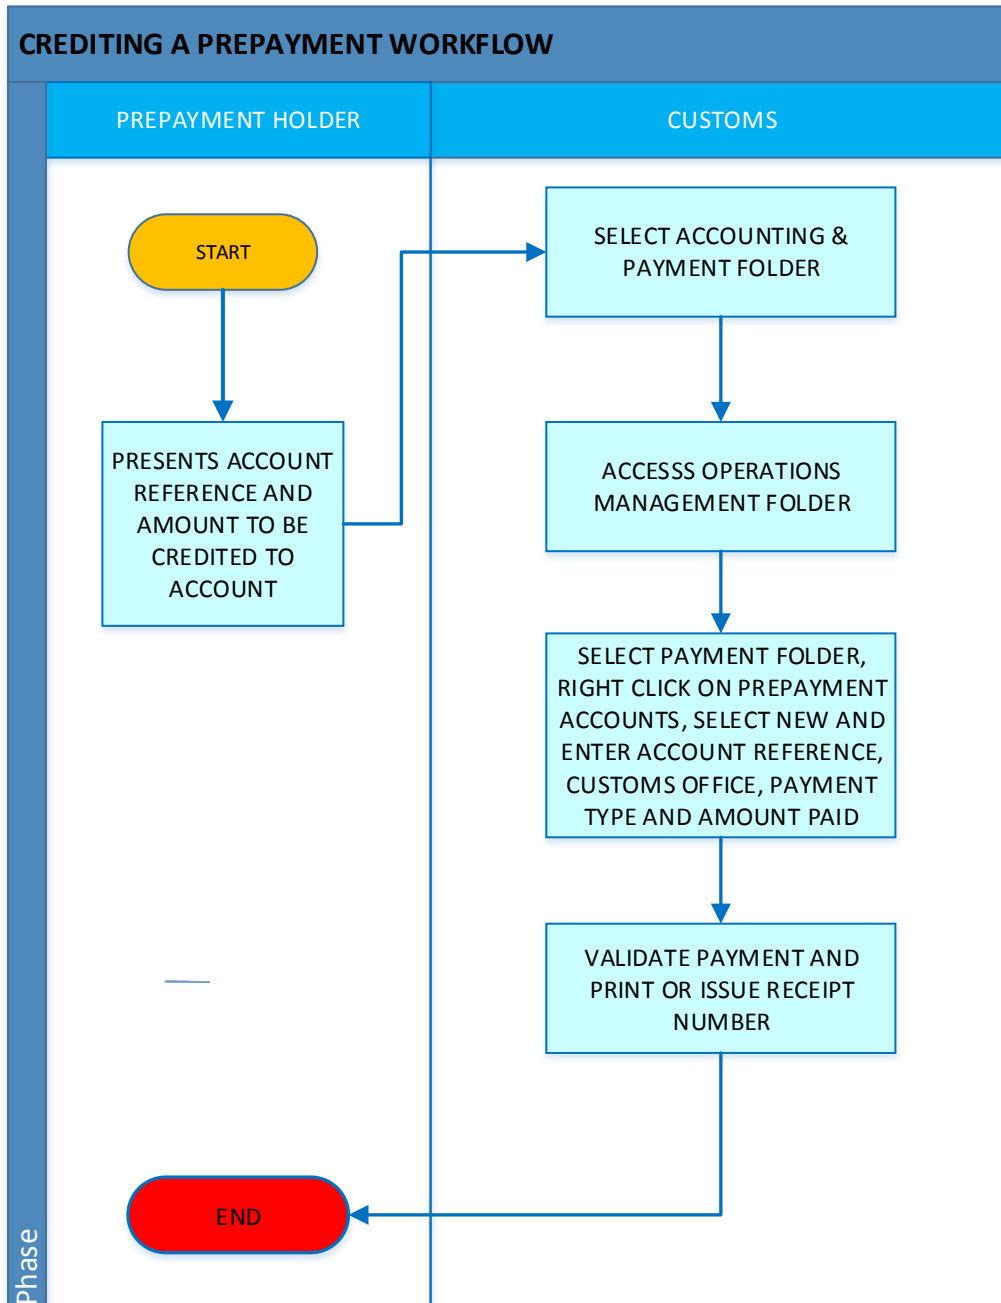 CREDITING A PREPAYMENT WORKFLOW
PREPAYMENT HOLDER
CUSTOMS
START
PRESENTS ACCOUNT
REFERENCE AND
AMOUNT TO BE
CREDITED TO
ACCOUNT
SELECT ACCOUNTING &
PAYMENT FOLDER
ACCESSS OPERATIONS
MANAGEMENT FOLDER
SELECT PAYMENT FOLDER,
RIGHT CLICK ON PREPAYMENT
ACCOUNTS, SELECT NEW AND
ENTER ACCOUNT REFERENCE,
CUSTOMS OFFICE, PAYMENT
TYPE AND AMOUNT PAID
VALIDATE PAYMENT AND
PRINT OR ISSUE RECEIPT
NUMBER
END
Phase